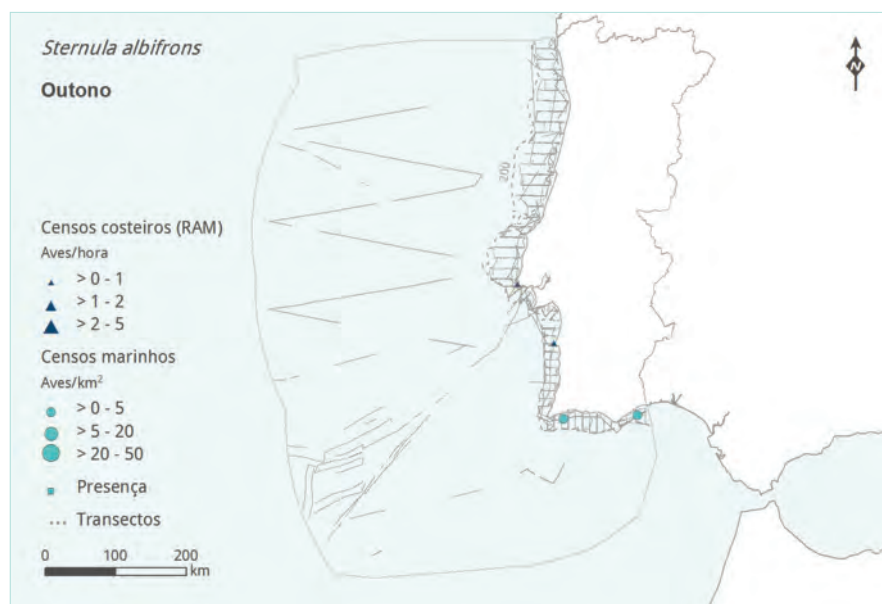 Sternula albifrons
Outono
N
200
Censos costeiros (RAM)
Aves/hora
> 0 - 1
> 1 - 2
> 2 - 5
Censos marinhos
Aves/km²
> 0 - 5
> 5 - 20
> 20 - 50
Presença
Transectos
0 100 200
km